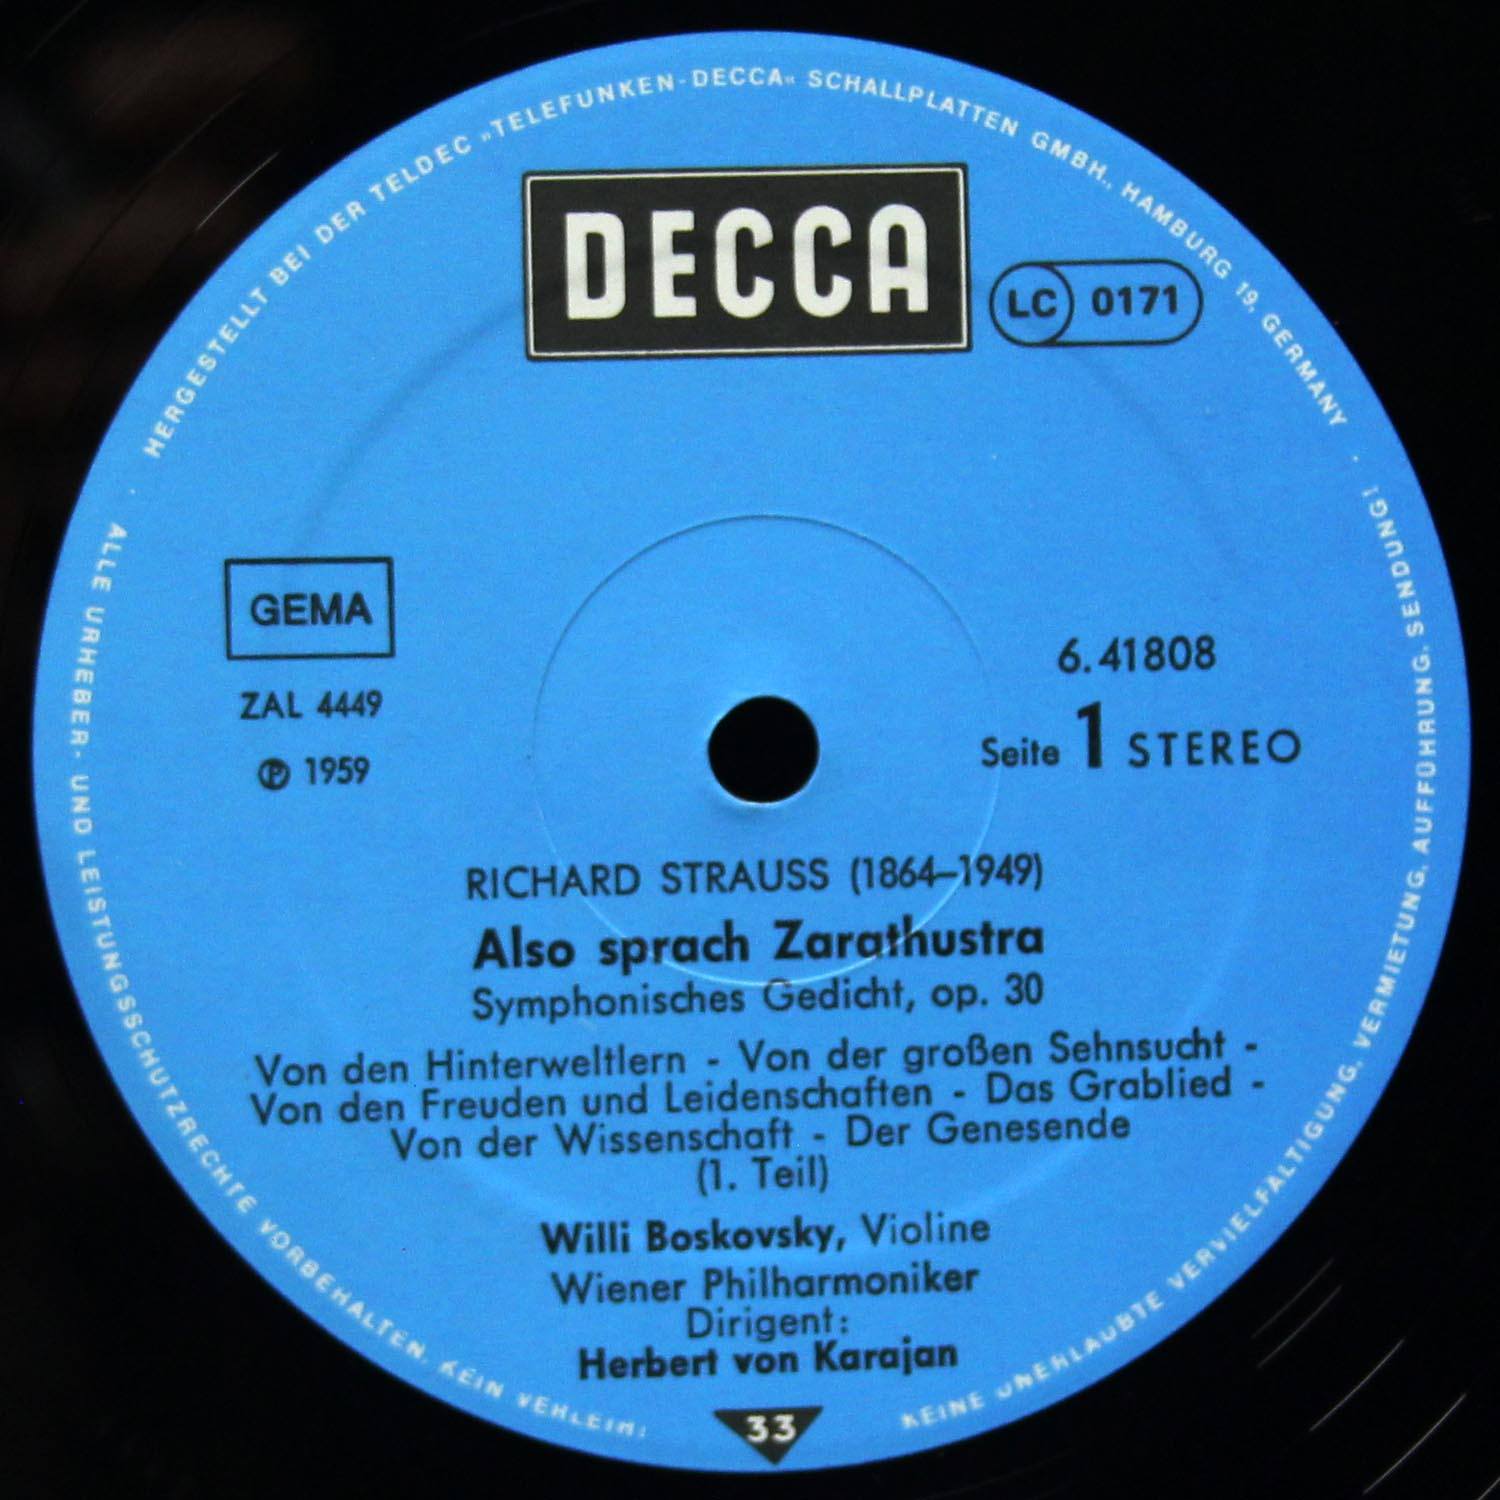 HERGESTELLT BEI DER TELDEC »TELEFUNKEN-DECCA« SCHALLPLATTEN GMBH., HAMBURG 19, GERMANY
DECCA
LC 0171
GEMA
ZAL 4449
℗ 1959
6.41808
Seite 1 STEREO
RICHARD STRAUSS (1864–1949)
Also sprach Zarathustra
Symphonisches Gedicht, op. 30
Von den Hinterweltlern - Von der großen Sehnsucht -
Von den Freuden und Leidenschaften - Das Grablied -
Von der Wissenschaft - Der Genesende
(1. Teil)
Willi Boskovsky, Violine
Wiener Philharmoniker
Dirigent:
Herbert von Karajan
33
ALLE URHEBER- UND LEISTUNGSSCHUTZRECHTE VORBEHALTEN. KEIN VERLEIH!
KEINE UNERLAUBTE VERVIELFÄLTIGUNG, VERMIETUNG, AUFFÜHRUNG, SENDUNG!